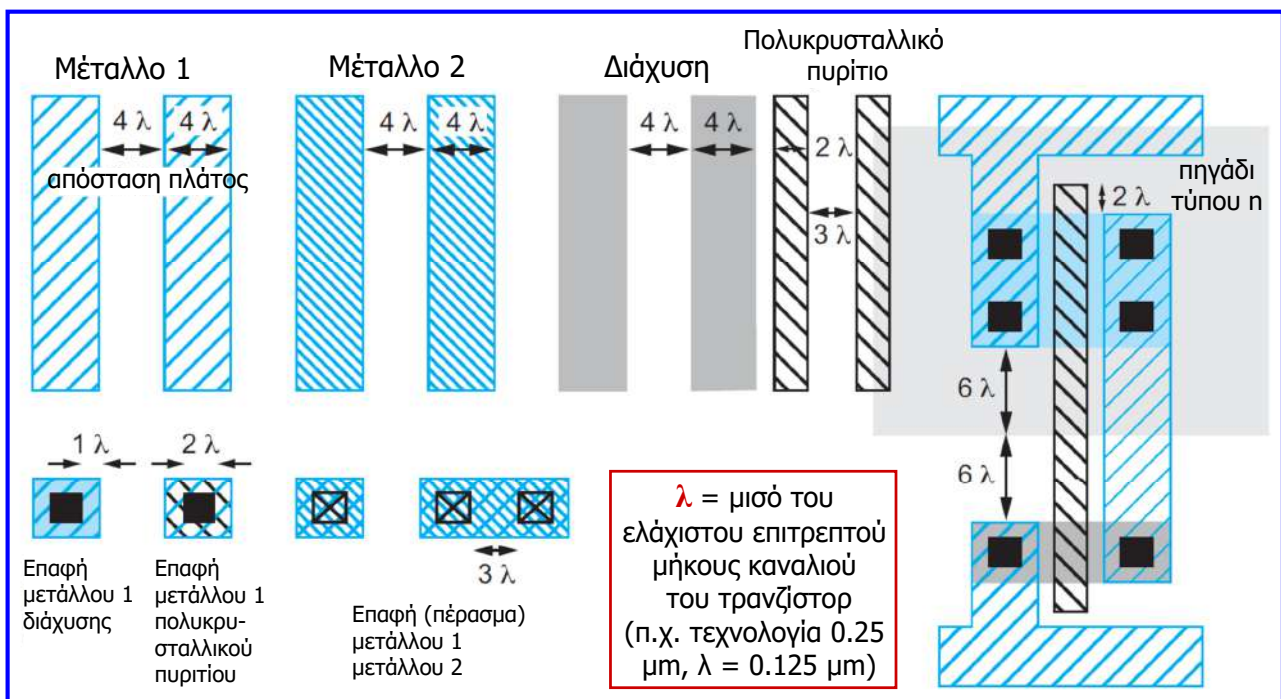 Μέταλλο 1
Μέταλλο 2
Διάχυση
Πολυκρυσταλλικό
πυρίτιο
4 λ
4 λ
απόσταση πλάτος
4 λ
4 λ
4 λ
4 λ
2 λ
3 λ
πηγάδι
τύπου n
2 λ
6 λ
6 λ
1 λ
2 λ
3 λ
Επαφή
μετάλλου 1
διάχυσης
Επαφή
μετάλλου 1
πολυκρυ-
σταλλικού
πυριτίου
Επαφή (πέρασμα)
μετάλλου 1
μετάλλου 2
λ = μισό του
ελάχιστου επιτρεπτού
μήκους καναλιού
του τρανζίστορ
(π.χ. τεχνολογία 0.25
μm, λ = 0.125 μm)